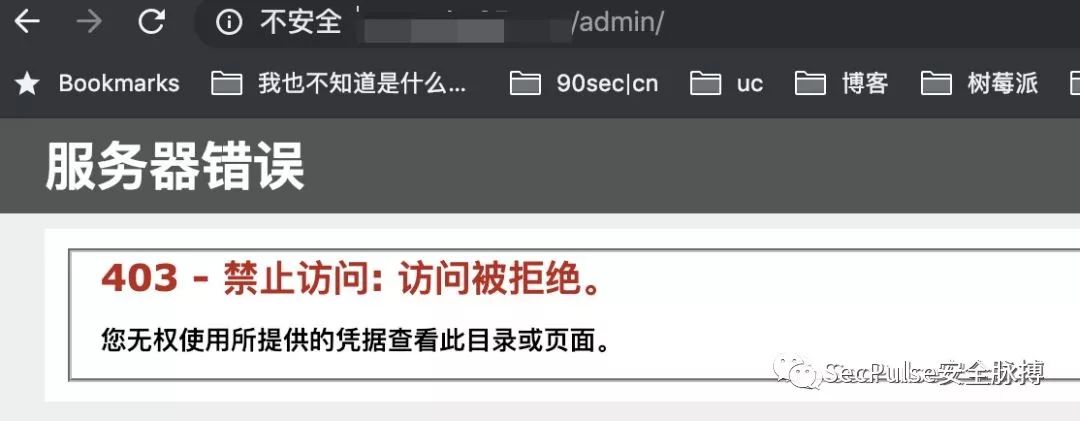 不安全 /admin/
Bookmarks 我也不知道是什么... 90sec|cn uc 博客 树莓派
服务器错误
403 - 禁止访问: 访问被拒绝。
您无权使用所提供的凭据查看此目录或页面。
SecPulse安全脉搏